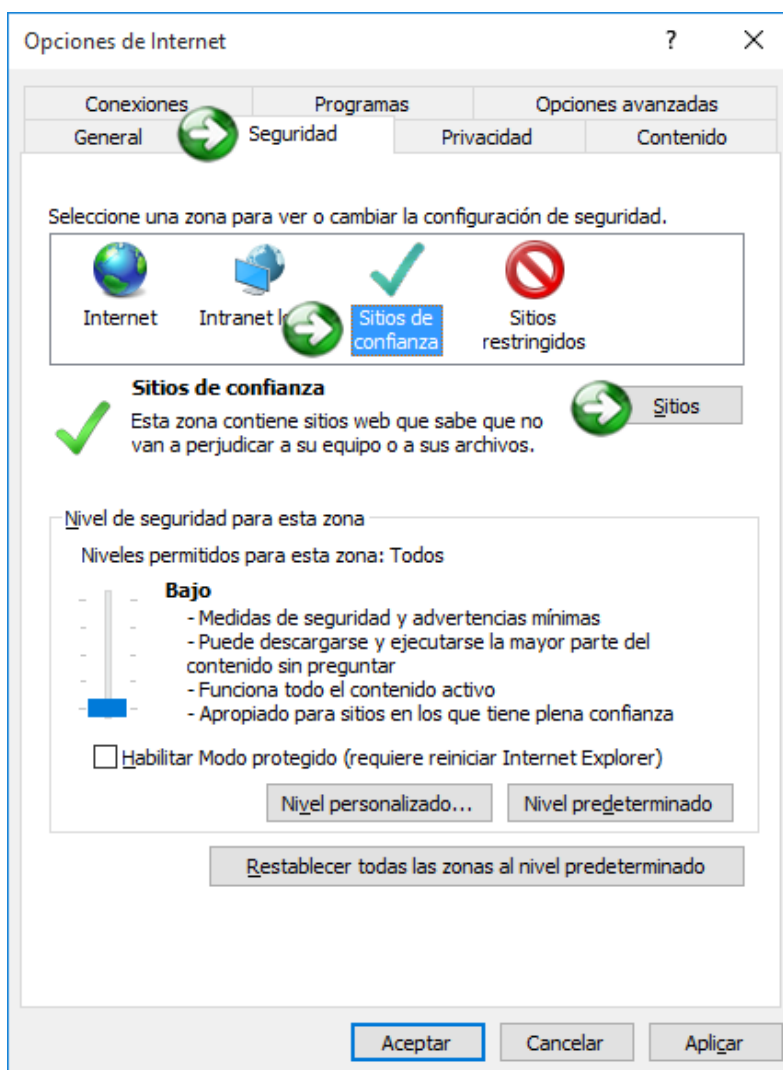 Opciones de Internet
?
Conexiones Programas Opciones avanzadas
General Seguridad Privacidad Contenido
Seleccione una zona para ver o cambiar la configuración de seguridad.
Internet Intranet Sitios de confianza Sitios restringidos
Sitios de confianza
Esta zona contiene sitios web que sabe que no
van a perjudicar a su equipo o a sus archivos.
Sitios
Nivel de seguridad para esta zona
Niveles permitidos para esta zona: Todos
Bajo
- Medidas de seguridad y advertencias mínimas
- Puede descargarse y ejecutarse la mayor parte del
contenido sin preguntar
- Funciona todo el contenido activo
- Apropiado para sitios en los que tiene plena confianza
Habilitar Modo protegido (requiere reiniciar Internet Explorer)
Nivel personalizado... Nivel predeterminado
Restablecer todas las zonas al nivel predeterminado
Aceptar Cancelar Aplicar